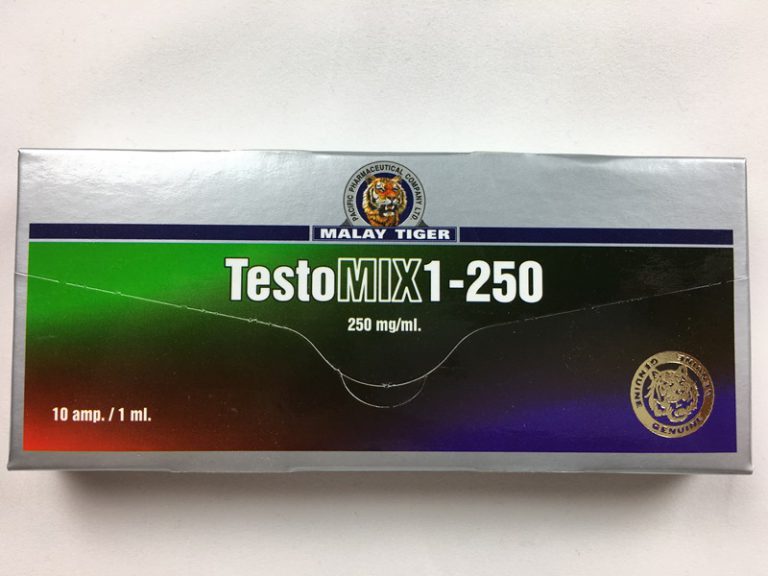 PACIFIC PHARMACEUTICAL COMPANY LTD.
MALAY TIGER
TestoMIX1-250
250 mg/ml.
10 amp. / 1 ml.
GENUINE
GENUINE